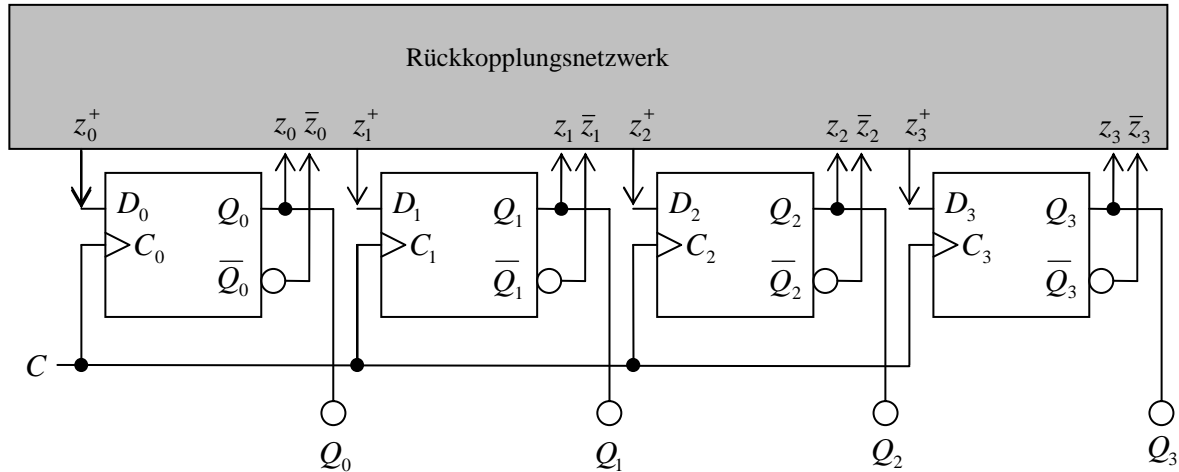 Rückkopplungsnetzwerk
z₀⁺ z₀ z̅₀ z₁⁺ z₁ z̅₁ z₂⁺ z₂ z̅₂ z₃⁺ z₃ z̅₃
D₀ Q₀ D₁ Q₁ D₂ Q₂ D₃ Q₃
C₀ C₁ C₂ C₃
Q̅₀ Q̅₁ Q̅₂ Q̅₃
C
Q₀ Q₁ Q₂ Q₃